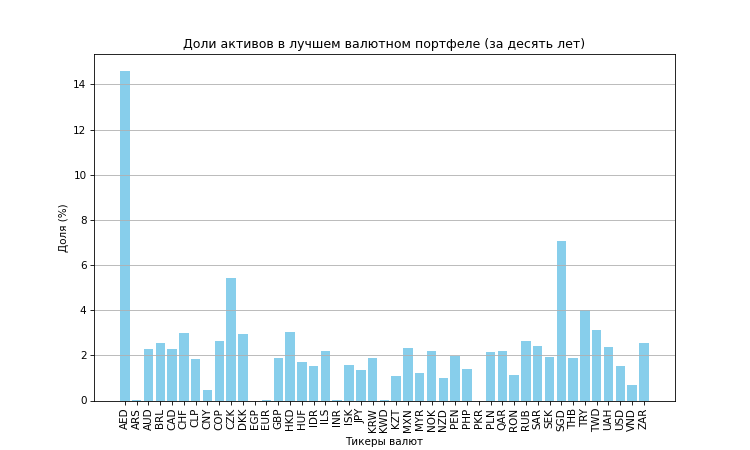 Доли активов в лучшем валютном портфеле (за десять лет)
14
12
10
8
6
4
2
0
Доля (%)
AED ARS AUD BRL CAD CHF CLP CNY COP CZK DKK EGP EUR GBP HKD HUF IDR ILS INR ISK JPY KRW KWD KZT MXN MYR NOK NZD PEN PHP PKR PLN QAR RON RUB SAR SEK SGD THB TRY TWD UAH USD VND ZAR
Тикеры валют